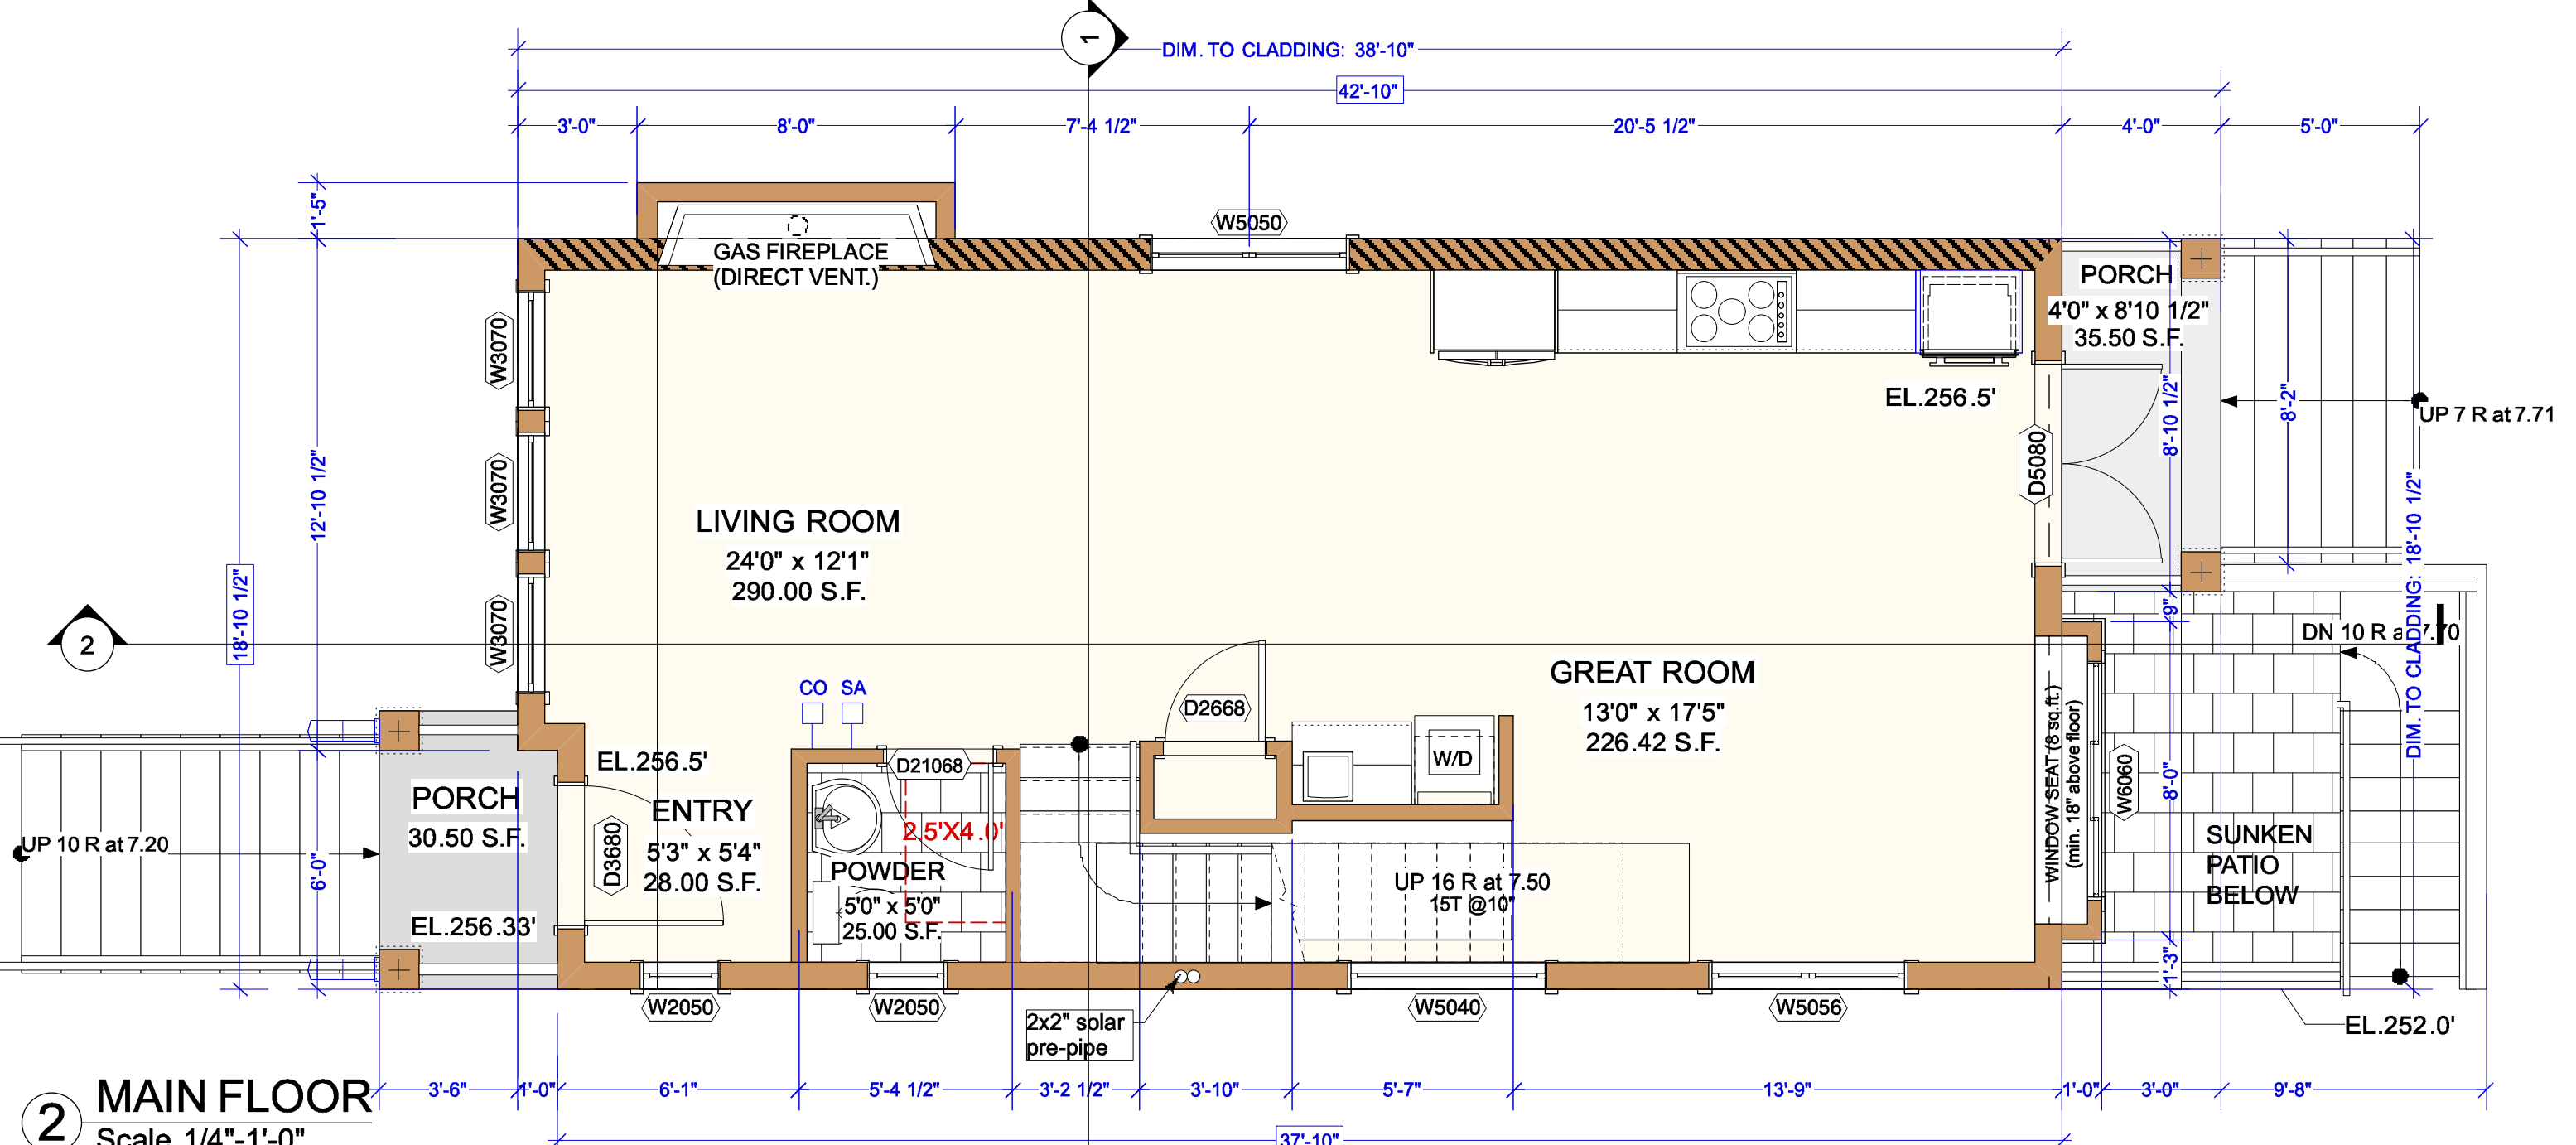 1
DIM. TO CLADDING: 38'-10"
42'-10"
3'-0"
8'-0"
7'-4 1/2"
20'-5 1/2"
4'-0"
5'-0"
1'-5"
W5050
GAS FIREPLACE
(DIRECT VENT.)
PORCH
4'0" x 8'10 1/2"
35.50 S.F.
W3070
W3070
W3070
12'-10 1/2"
18'-10 1/2"
EL.256.5'
D5080
8'-10 1/2"
8'-2"
UP 7 R at 7.71
DIM. TO CLADDING: 18'-10 1/2"
LIVING ROOM
24'0" x 12'1"
290.00 S.F.
2
9"
DN 10 R at 7.70
GREAT ROOM
13'0" x 17'5"
226.42 S.F.
CO
SA
D2668
W/D
WINDOW SEAT (8 sq.ft.)
(min. 18" above floor)
W6060
8'-0"
EL.256.5'
D21068
PORCH
30.50 S.F.
EL.256.33'
UP 10 R at 7.20
6'-0"
D3680
ENTRY
5'3" x 5'4"
28.00 S.F.
2.5'X4.0'
POWDER
5'0" x 5'0"
25.00 S.F.
UP 16 R at 7.50
15T @10"
SUNKEN
PATIO
BELOW
1'-3"
W2050
W2050
W5040
W5056
2x2" solar
pre-pipe
EL.252.0'
3'-6"
1'-0"
6'-1"
5'-4 1/2"
3'-2 1/2"
3'-10"
5'-7"
13'-9"
1'-0"
3'-0"
9'-8"
37'-10"
2
MAIN FLOOR
Scale 1/4"-1'-0"